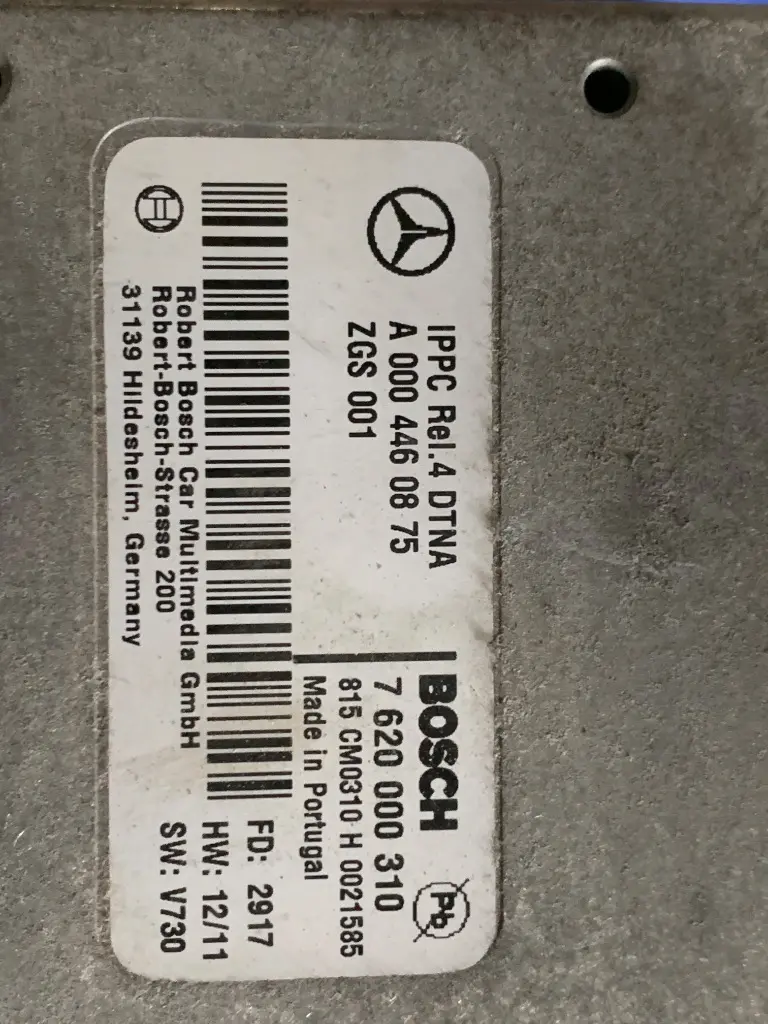 IPPC Rel.4 DTNA
A 000 446 08 75
ZGS 001
BOSCH
7 620 000 310
815 CM0310 H 0021585
Made in Portugal
Pb
Robert Bosch Car Multimedia GmbH
Robert-Bosch-Strasse 200
31139 Hildesheim, Germany
FD: 2917
HW: 12/11
SW: V730